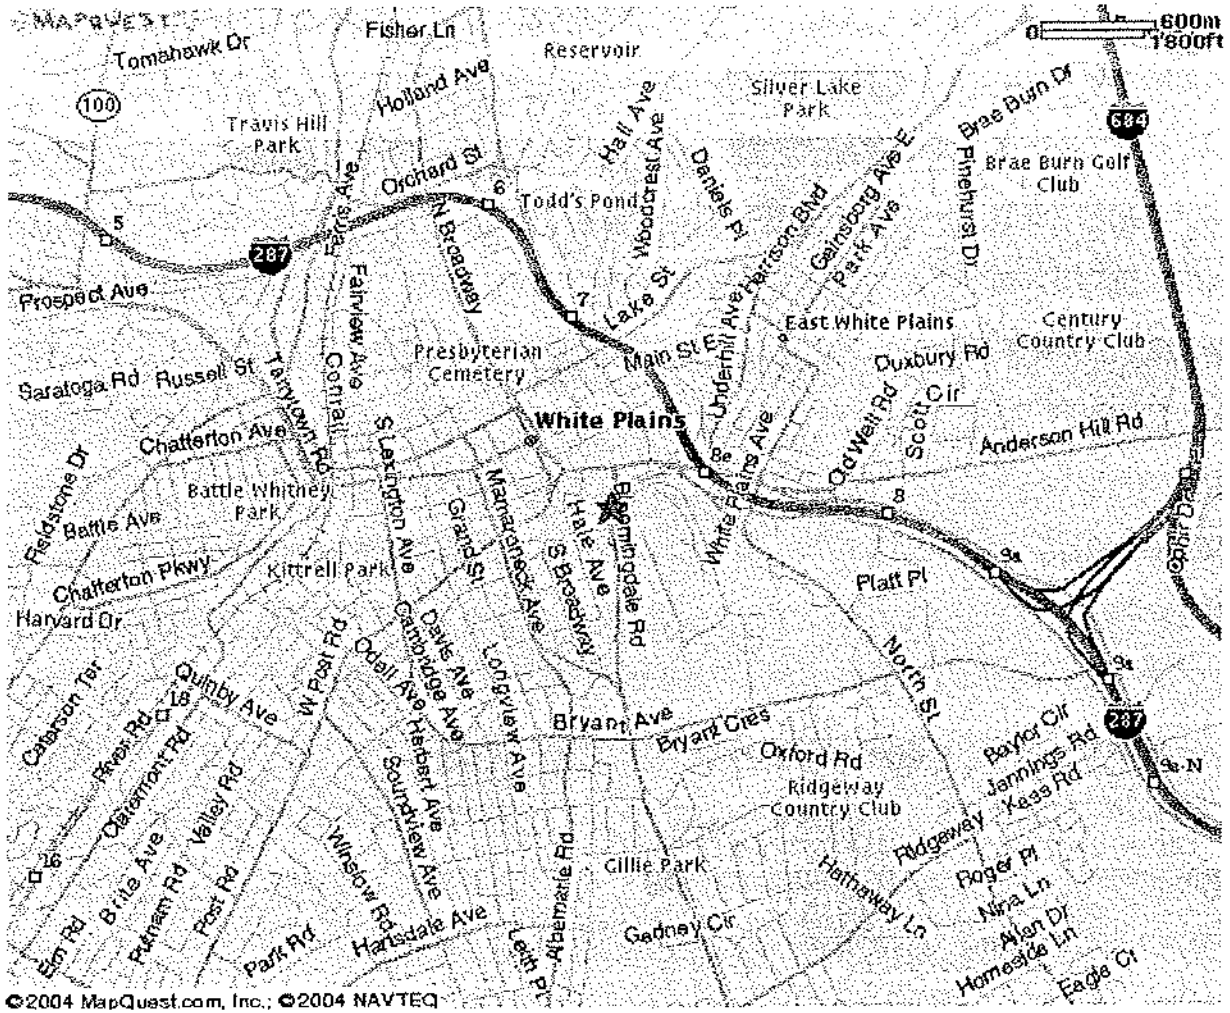 MAPQUEST
0 600m
1800ft
Fisher Ln
Tomahawk Dr
Reservoir
Holland Ave
100
Silver Lake
Park
Brae Burn Dr
684
Travis Hill
Park
Hall Ave
Woodcrest Ave
Daniels Pl
Gainsborg Ave E
Pinehurst Dr
Brae Burn Golf
Club
Orchard St
6
Todd's Pond
Harrison Blvd
Park Ave
Ferris Ave
N Broadway
5
287
Prospect Ave
Fairview Ave
7
Lake St
East White Plains
Century
Country Club
Presbyterian
Cemetery
Main St E
Underhill Ave
Duxbury Rd
Saratoga Rd
Russell St
Tarrytown Rd
Conrail
Old Well Rd
Scott Cir
White Plains
Chatterton Ave
S Lexington Ave
Anderson Hill Rd
8e
White Plains Ave
Fieldstone Dr
Battle Whitney
Park
Mamaroneck Ave
Bloomingdale Rd
8
Battle Ave
Grand St
Hale Ave
S Broadway
9a
Kittrell Park
Chatterton Pkwy
Platt Pl
Harvard Dr
Cambridge Ave
Davis Ave
W Post Rd
Odell Ave
Longview Ave
North St
Caterson Ter
Quinby Ave
18
9t
River Rd
Bryant Ave
Bryant Cres
287
Claremont Rd
Herbert Ave
Soundview Ave
Oxford Rd
Baylor Cir
Jennings Rd
Kass Rd
9a-N
Valley Rd
Ridgeway
Country Club
Winslow Rd
Ridgeway
16
Brite Ave
Albemarle Rd
Gillie Park
Hathaway Ln
Roger Pl
Putnam Rd
Post Rd
Nina Ln
Elm Rd
Park Rd
Hartsdale Ave
Leith Pl
Gedney Cir
Allan Dr
Homeside Ln
Eagle Ct
©2004 MapQuest.com, Inc.; ©2004 NAVTEQ